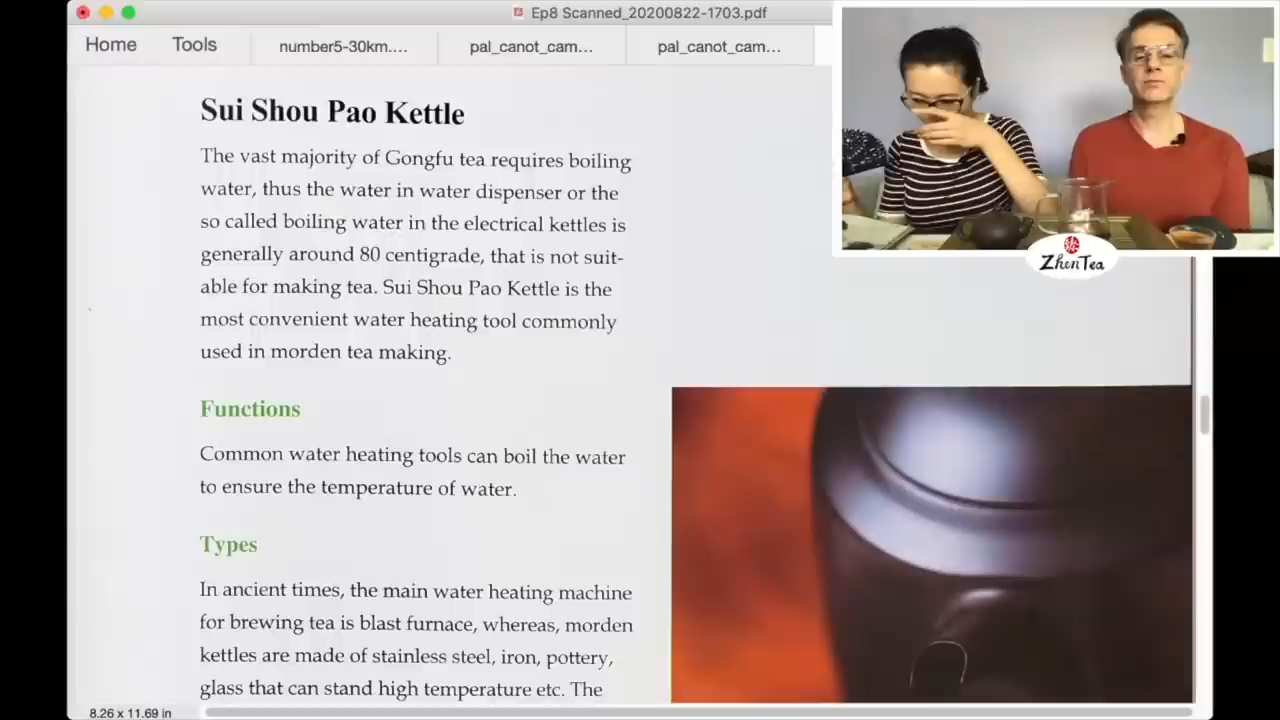 Ep8 Scanned_20200822-1703.pdf
Home
Tools
number5-30km....
pal_canot_cam...
pal_canot_cam...
Sui Shou Pao Kettle
The vast majority of Gongfu tea requires boiling
water, thus the water in water dispenser or the
so called boiling water in the electrical kettles is
generally around 80 centigrade, that is not suit-
able for making tea. Sui Shou Pao Kettle is the
most convenient water heating tool commonly
used in morden tea making.
Functions
Common water heating tools can boil the water
to ensure the temperature of water.
Types
In ancient times, the main water heating machine
for brewing tea is blast furnace, whereas, morden
kettles are made of stainless steel, iron, pottery,
glass that can stand high temperature etc. The
8.26 x 11.69 in
Zhen Tea